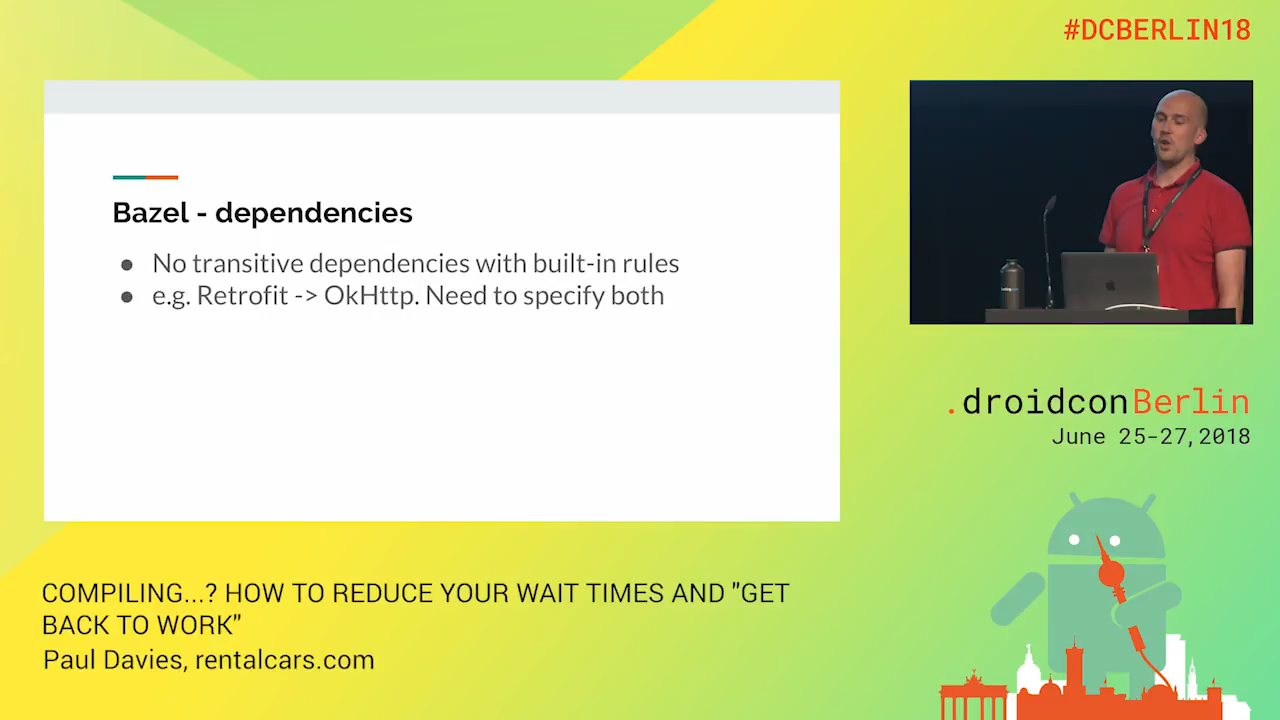 #DCBERLIN18
Bazel - dependencies
● No transitive dependencies with built-in rules
● e.g. Retrofit -> OkHttp. Need to specify both
.droidconBerlin
June 25-27,2018
COMPILING...? HOW TO REDUCE YOUR WAIT TIMES AND "GET
BACK TO WORK"
Paul Davies, rentalcars.com